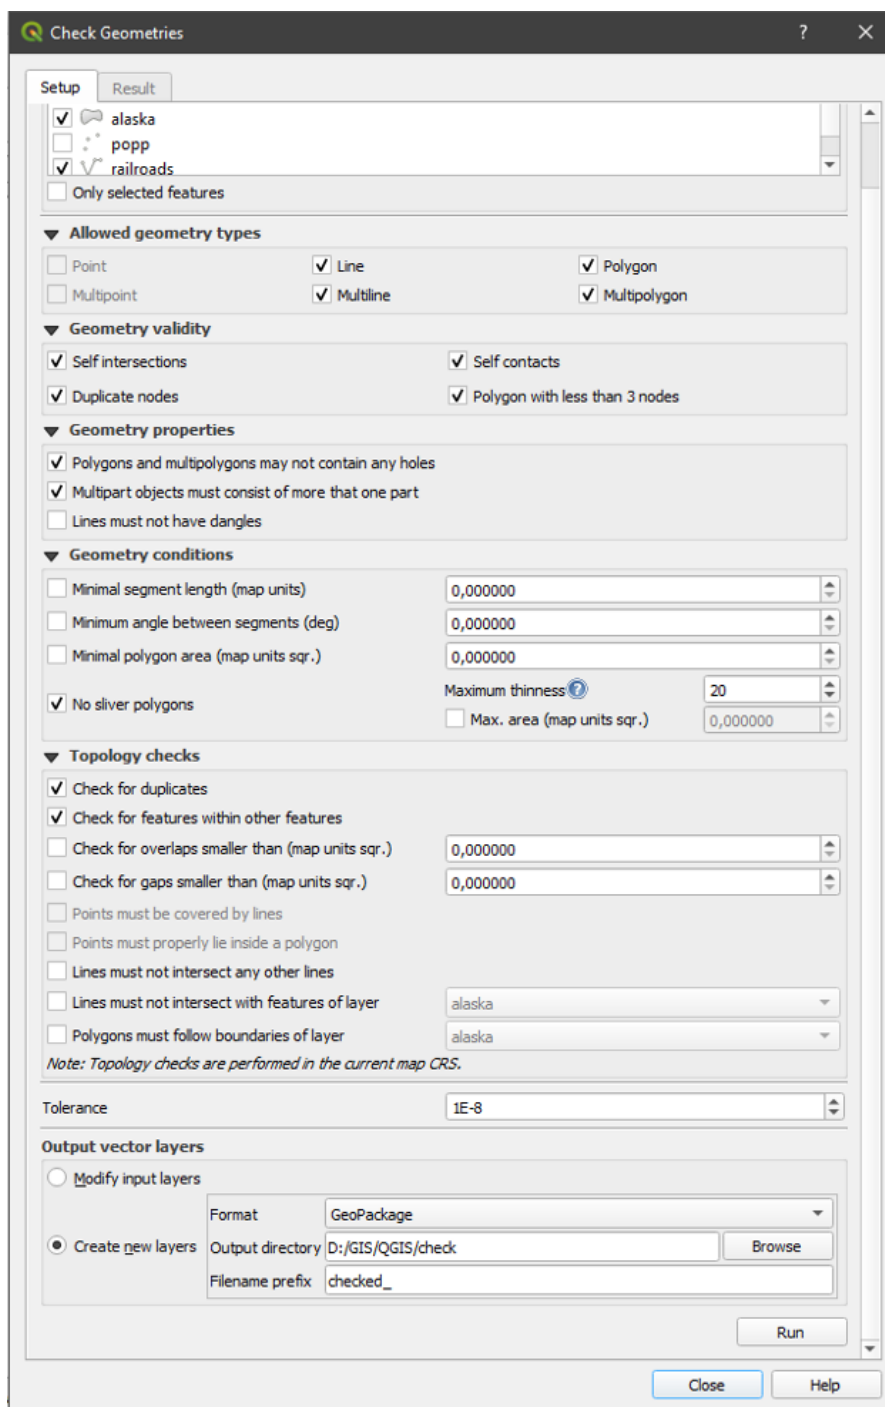 Check Geometries ?
Setup Result
alaska
popp
railroads
Only selected features
Allowed geometry types
Point Line Polygon
Multipoint Multiline Multipolygon
Geometry validity
Self intersections Self contacts
Duplicate nodes Polygon with less than 3 nodes
Geometry properties
Polygons and multipolygons may not contain any holes
Multipart objects must consist of more that one part
Lines must not have dangles
Geometry conditions
Minimal segment length (map units) 0,000000
Minimum angle between segments (deg) 0,000000
Minimal polygon area (map units sqr.) 0,000000
No sliver polygons Maximum thinness ? 20
Max. area (map units sqr.) 0,000000
Topology checks
Check for duplicates
Check for features within other features
Check for overlaps smaller than (map units sqr.) 0,000000
Check for gaps smaller than (map units sqr.) 0,000000
Points must be covered by lines
Points must properly lie inside a polygon
Lines must not intersect any other lines
Lines must not intersect with features of layer alaska
Polygons must follow boundaries of layer alaska
Note: Topology checks are performed in the current map CRS.
Tolerance 1E-8
Output vector layers
Modify input layers
Format GeoPackage
Create new layers Output directory D:/GIS/QGIS/check Browse
Filename prefix checked_
Run
Close Help